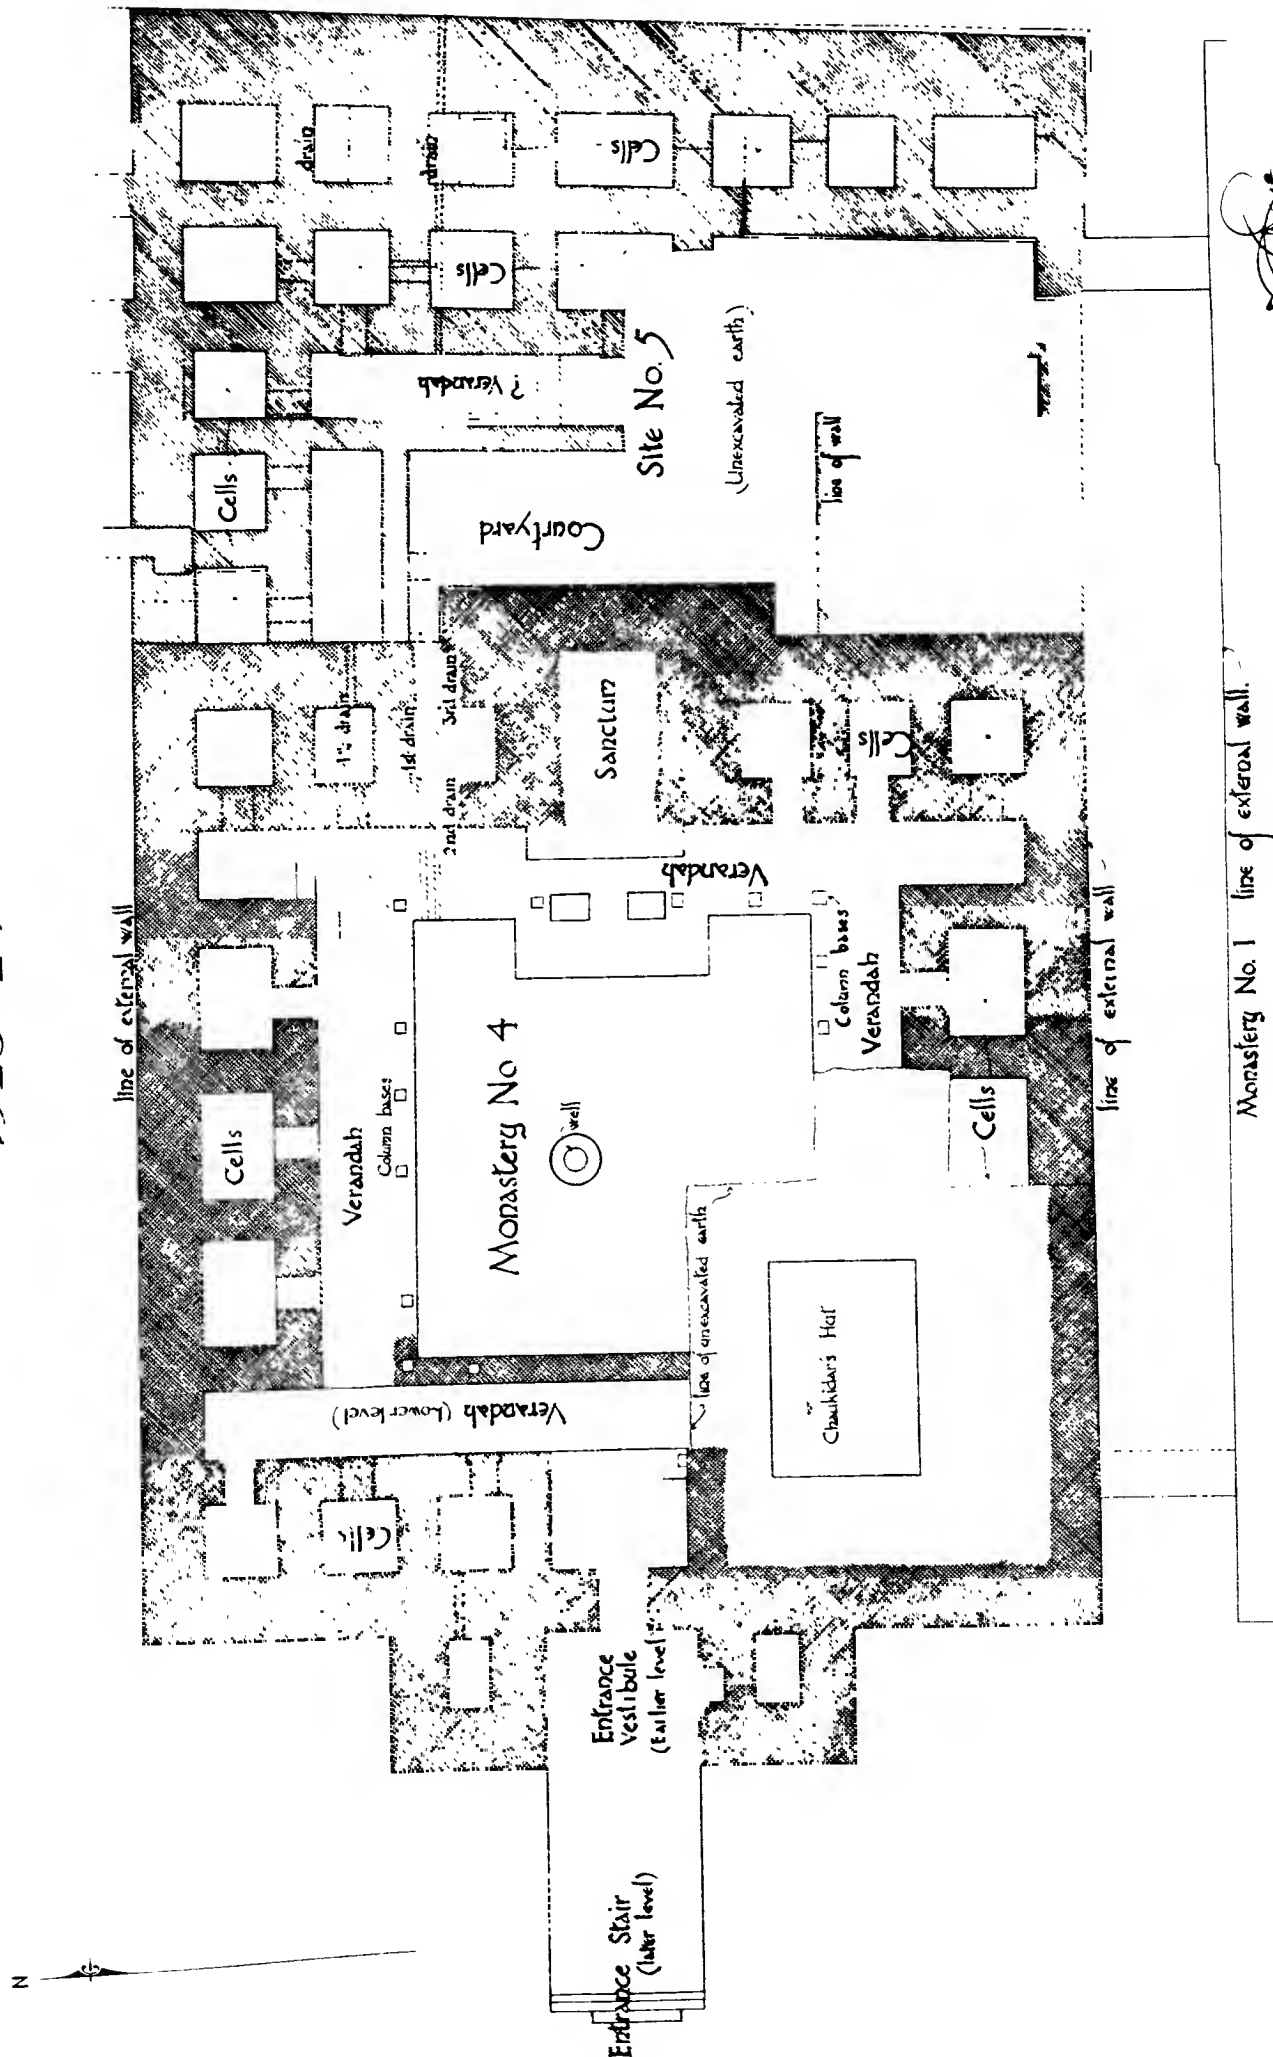 N
line of external wall
drain
drain
Cells
Cells
Cells
? Verandah
Site No. 5
(Unexcavated earth)
line of wall
Courtyard
1st drain
1st drain
2nd drain
3rd drain
Sanctum
Cells
Verandah
Column bases
Verandah
line of external wall
Cells
Cells
Verandah
Column bases
Monastery No 4
well
line of unexcavated earth
Chaukidar's Hut
Verandah (Lower level)
Cells
Entrance
Vestibule
(Earlier level)
Entrance Stair
(later level)
Monastery No. 1 line of external wall.